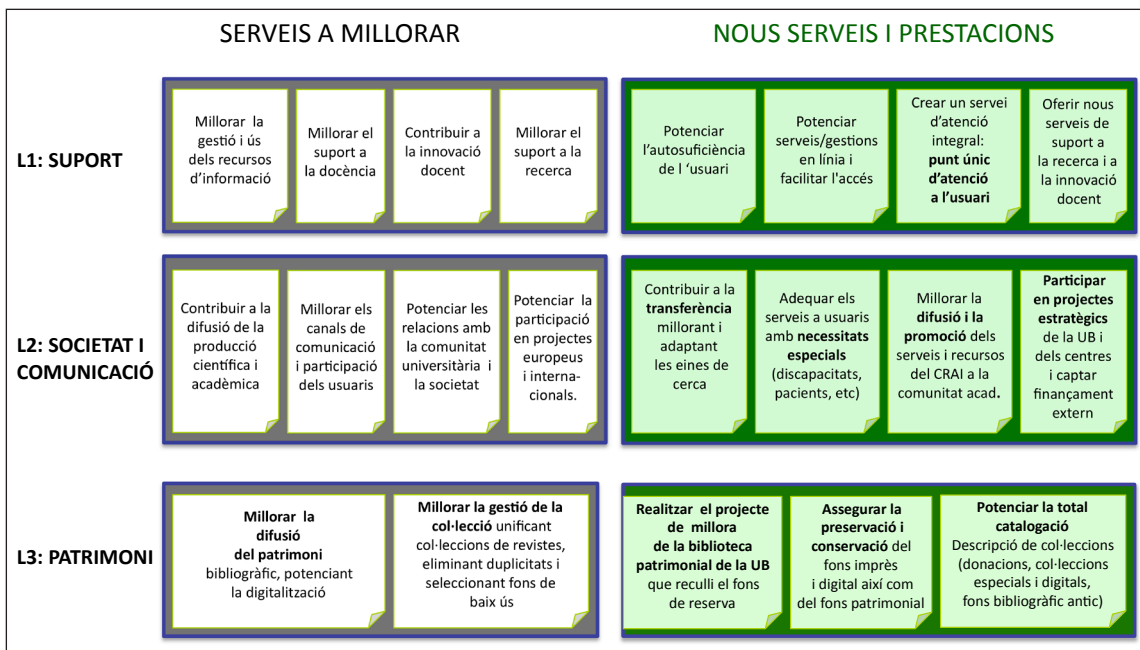 SERVEIS A MILLORAR
NOUS SERVEIS I PRESTACIONS
L1: SUPORT
Millorar la
gestió i ús
dels recursos
d'informació
Millorar el
suport a
la docència
Contribuir a
la innovació
docent
Millorar el
suport a la
recerca
Potenciar
l'autosuficiència
de l 'usuari
Potenciar
serveis/gestions
en línia i
facilitar l'accés
Crear un servei
d'atenció
integral:
punt únic
d'atenció
a l'usuari
Oferir nous
serveis de
suport a
la recerca i a
la innovació
docent
L2: SOCIETAT I
COMUNICACIÓ
Contribuir a la
difusió de la
producció
científica i
acadèmica
Millorar els
canals de
comunicació
i participació
dels usuaris
Potenciar les
relacions amb
la comunitat
universitària i
la societat
Potenciar la
participació
en projectes
europeus
i interna-
cionals.
Contribuir a la
transferència
millorant i
adaptant
les eines de
cerca
Adequar els
serveis a usuaris
amb necessitats
especials
(discapacitats,
pacients, etc)
Millorar la
difusió i la
promoció dels
serveis i recursos
del CRAI a la
comunitat acad.
Participar
en projectes
estratègics
de la UB i
dels centres
i captar
finançament
extern
L3: PATRIMONI
Millorar la
difusió
del patrimoni
bibliogràfic, potenciant
la digitalització
Millorar la gestió de la
col·lecció unificant
col·leccions de revistes,
eliminant duplicitats i
seleccionant fons de
baix ús
Realitzar el projecte
de millora
de la biblioteca
patrimonial de la UB
que reculli el fons
de reserva
Assegurar la
preservació i
conservació del
fons imprès
i digital així com
del fons patrimonial
Potenciar la total
catalogació
Descripció de col·leccions
(donacions, col·leccions
especials i digitals,
fons bibliogràfic antic)